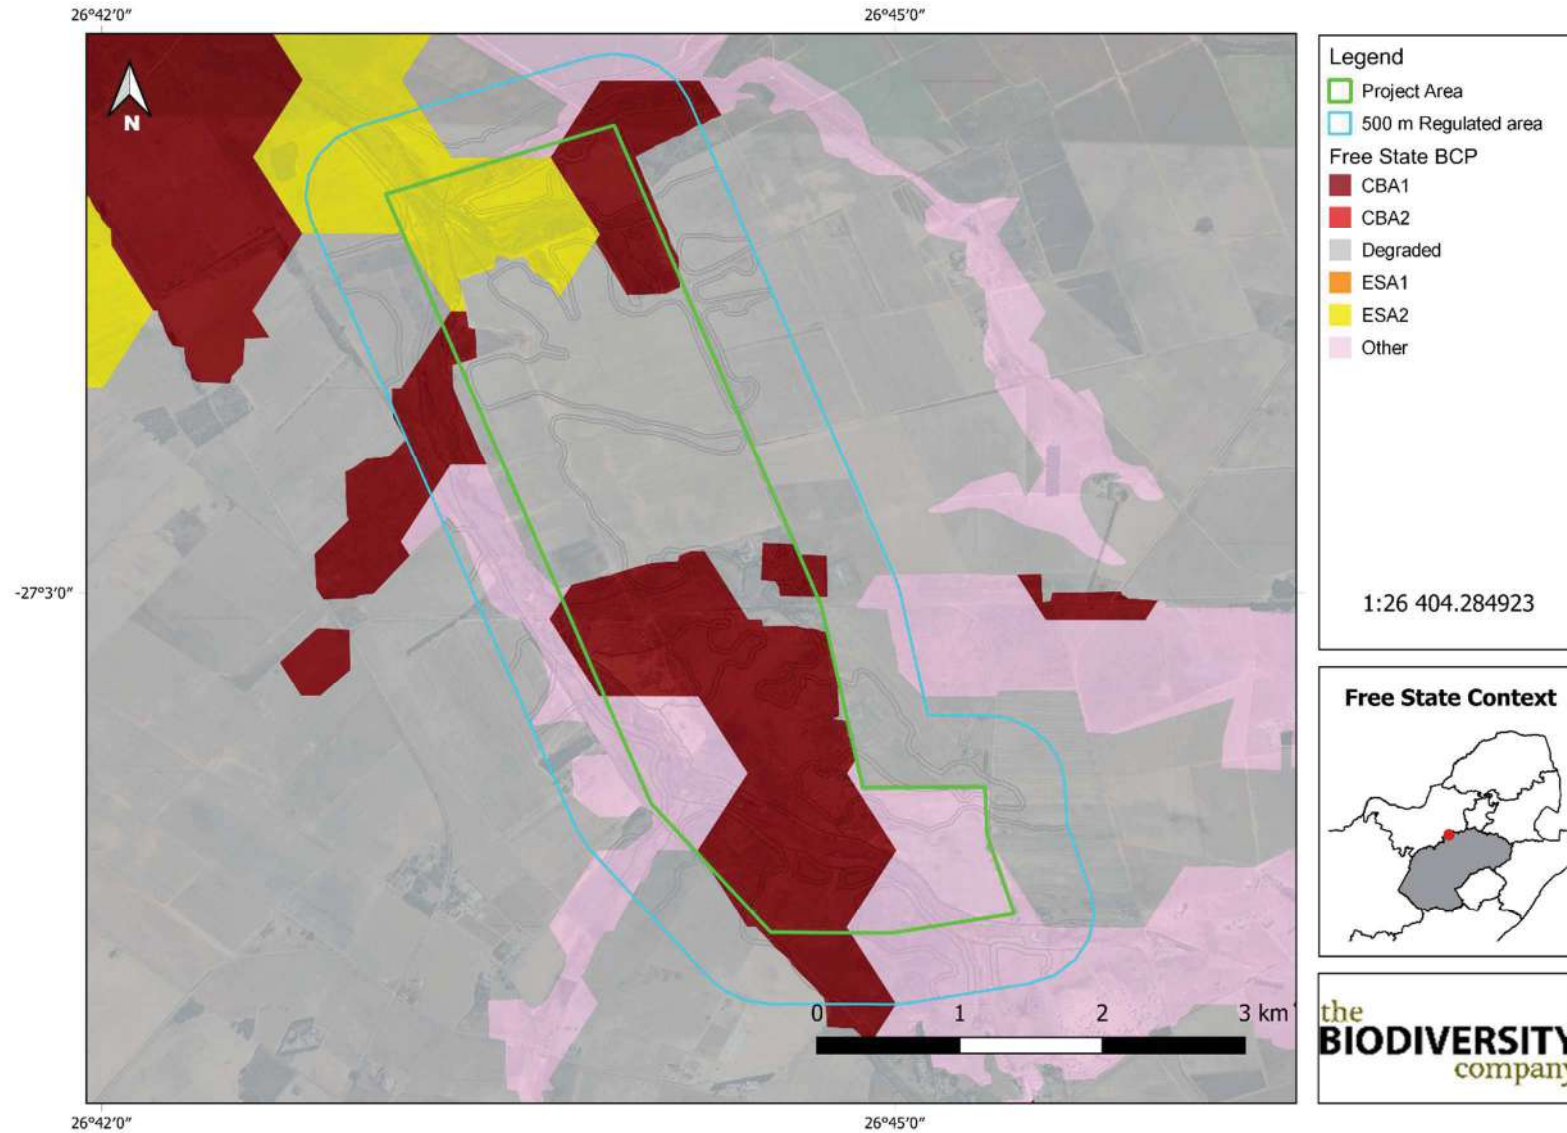 26°42'0"
26°45'0"
N
-27°3'0"
0 1 2 3 km
26°42'0"
26°45'0"
Legend
Project Area
500 m Regulated area
Free State BCP
CBA1
CBA2
Degraded
ESA1
ESA2
Other
1:26 404.284923
Free State Context
the
BIODIVERSITY
company